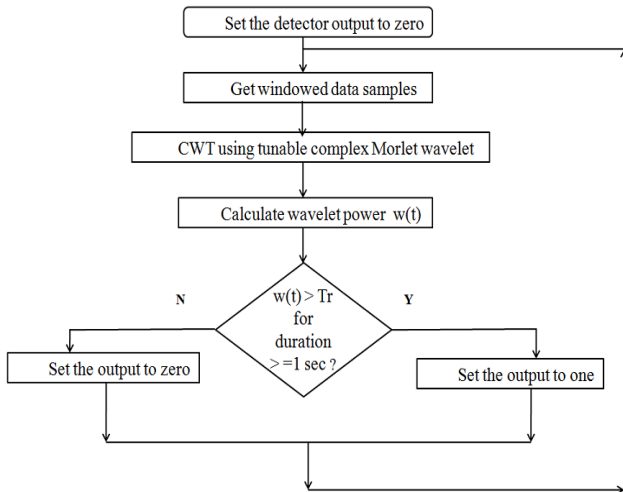 Set the detector output to zero
Get windowed data samples
CWT using tunable complex Morlet wavelet
Calculate wavelet power w(t)
N
w(t) > Tr
for
duration
>=1 sec ?
Y
Set the output to zero
Set the output to one